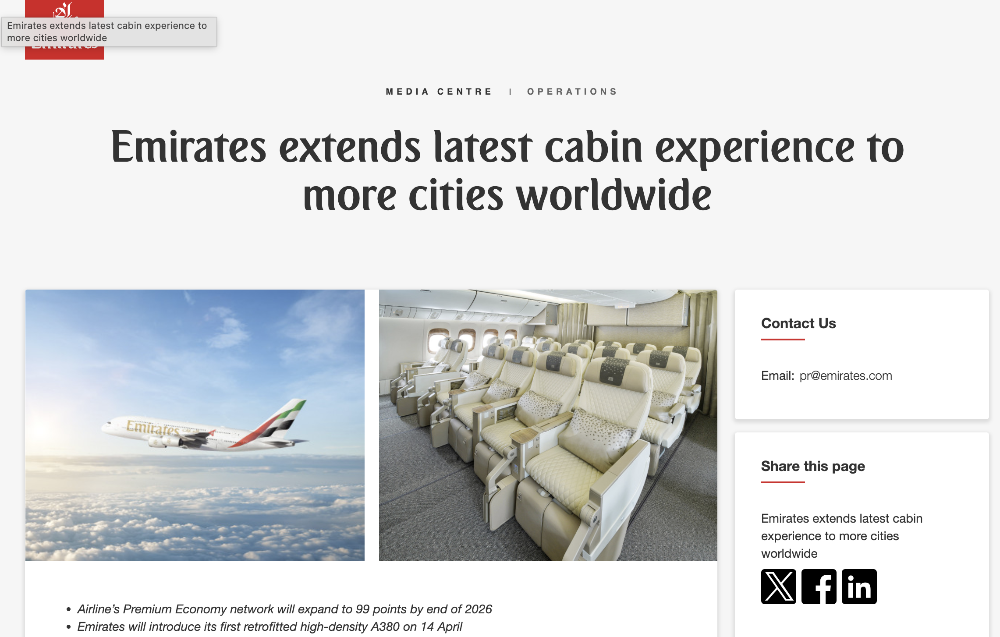 Emirates extends latest cabin experience to
more cities worldwide
MEDIA CENTRE | OPERATIONS
Emirates extends latest cabin experience to
more cities worldwide
Emirates
Contact Us
Email: pr@emirates.com
Share this page
Emirates extends latest cabin
experience to more cities
worldwide
X f in
• Airline’s Premium Economy network will expand to 99 points by end of 2026
• Emirates will introduce its first retrofitted high-density A380 on 14 April